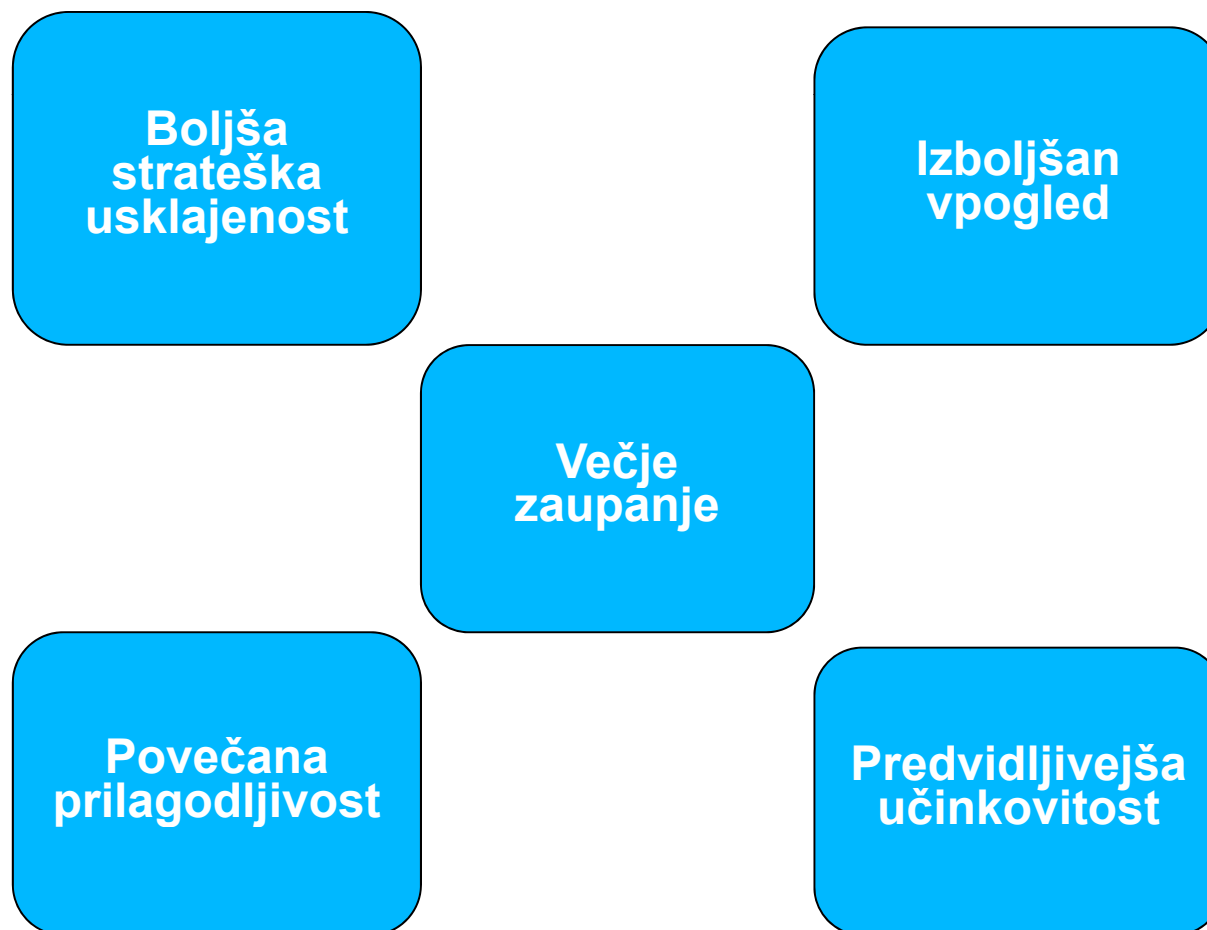 Boljša
strateška
usklajenost
Izboljšan
vpogled
Večje
zaupanje
Povečana
prilagodljivost
Predvidljivejša
učinkovitost